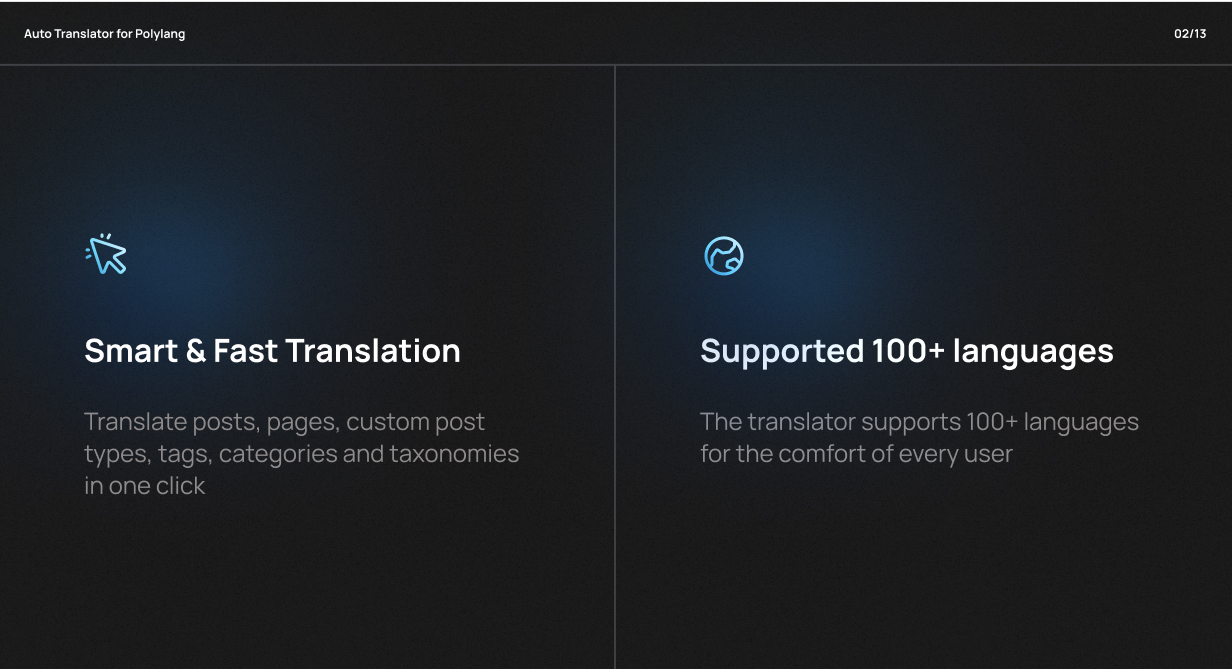 Auto Translator for Polylang
02/13
Smart & Fast Translation
Translate posts, pages, custom post
types, tags, categories and taxonomies
in one click
Supported 100+ languages
The translator supports 100+ languages
for the comfort of every user